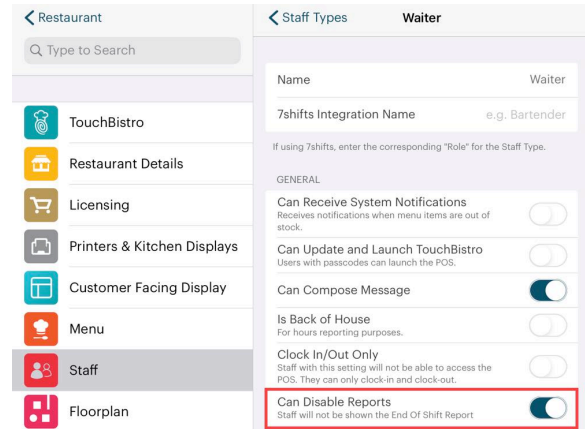 Restaurant
Type to Search
TouchBistro
Restaurant Details
Licensing
Printers & Kitchen Displays
Customer Facing Display
Menu
Staff
Floorplan
Staff Types
Waiter
Name
Waiter
7shifts Integration Name
e.g. Bartender
If using 7shifts, enter the corresponding "Role" for the Staff Type.
GENERAL
Can Receive System Notifications
Receives notifications when menu items are out of
stock.
Can Update and Launch TouchBistro
Users with passcodes can launch the POS.
Can Compose Message
Is Back of House
For hours reporting purposes.
Clock In/Out Only
Staff with this setting will not be able to access the
POS. They can only clock-in and clock-out.
Can Disable Reports
Staff will not be shown the End Of Shift Report